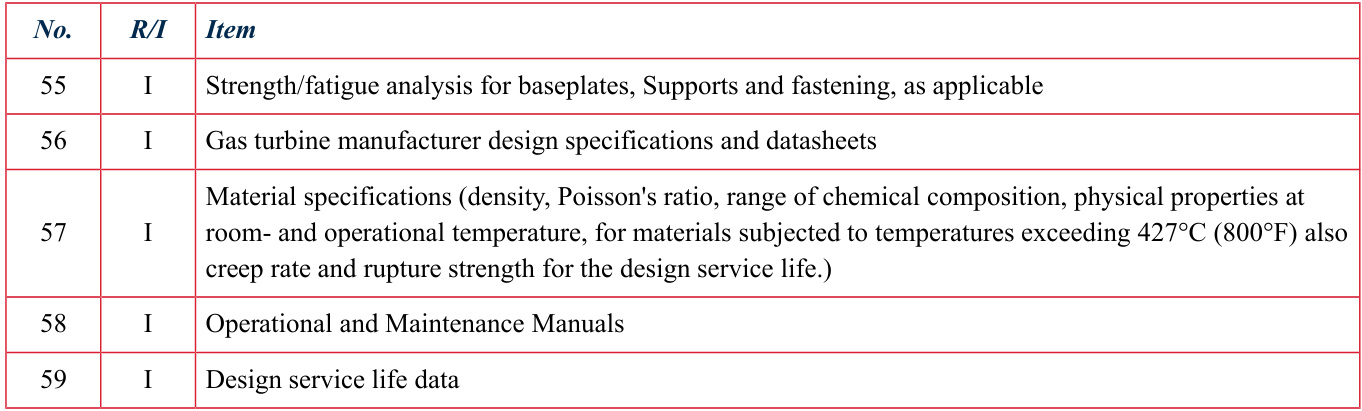 No. R/I Item
55 I Strength/fatigue analysis for baseplates, Supports and fastening, as applicable
56 I Gas turbine manufacturer design specifications and datasheets
Material specifications (density, Poisson's ratio, range of chemical composition, physical properties at
57 I room- and operational temperature, for materials subjected to temperatures exceeding 427°C (800°F) also
creep rate and rupture strength for the design service life.)
58 I Operational and Maintenance Manuals
59 I Design service life data